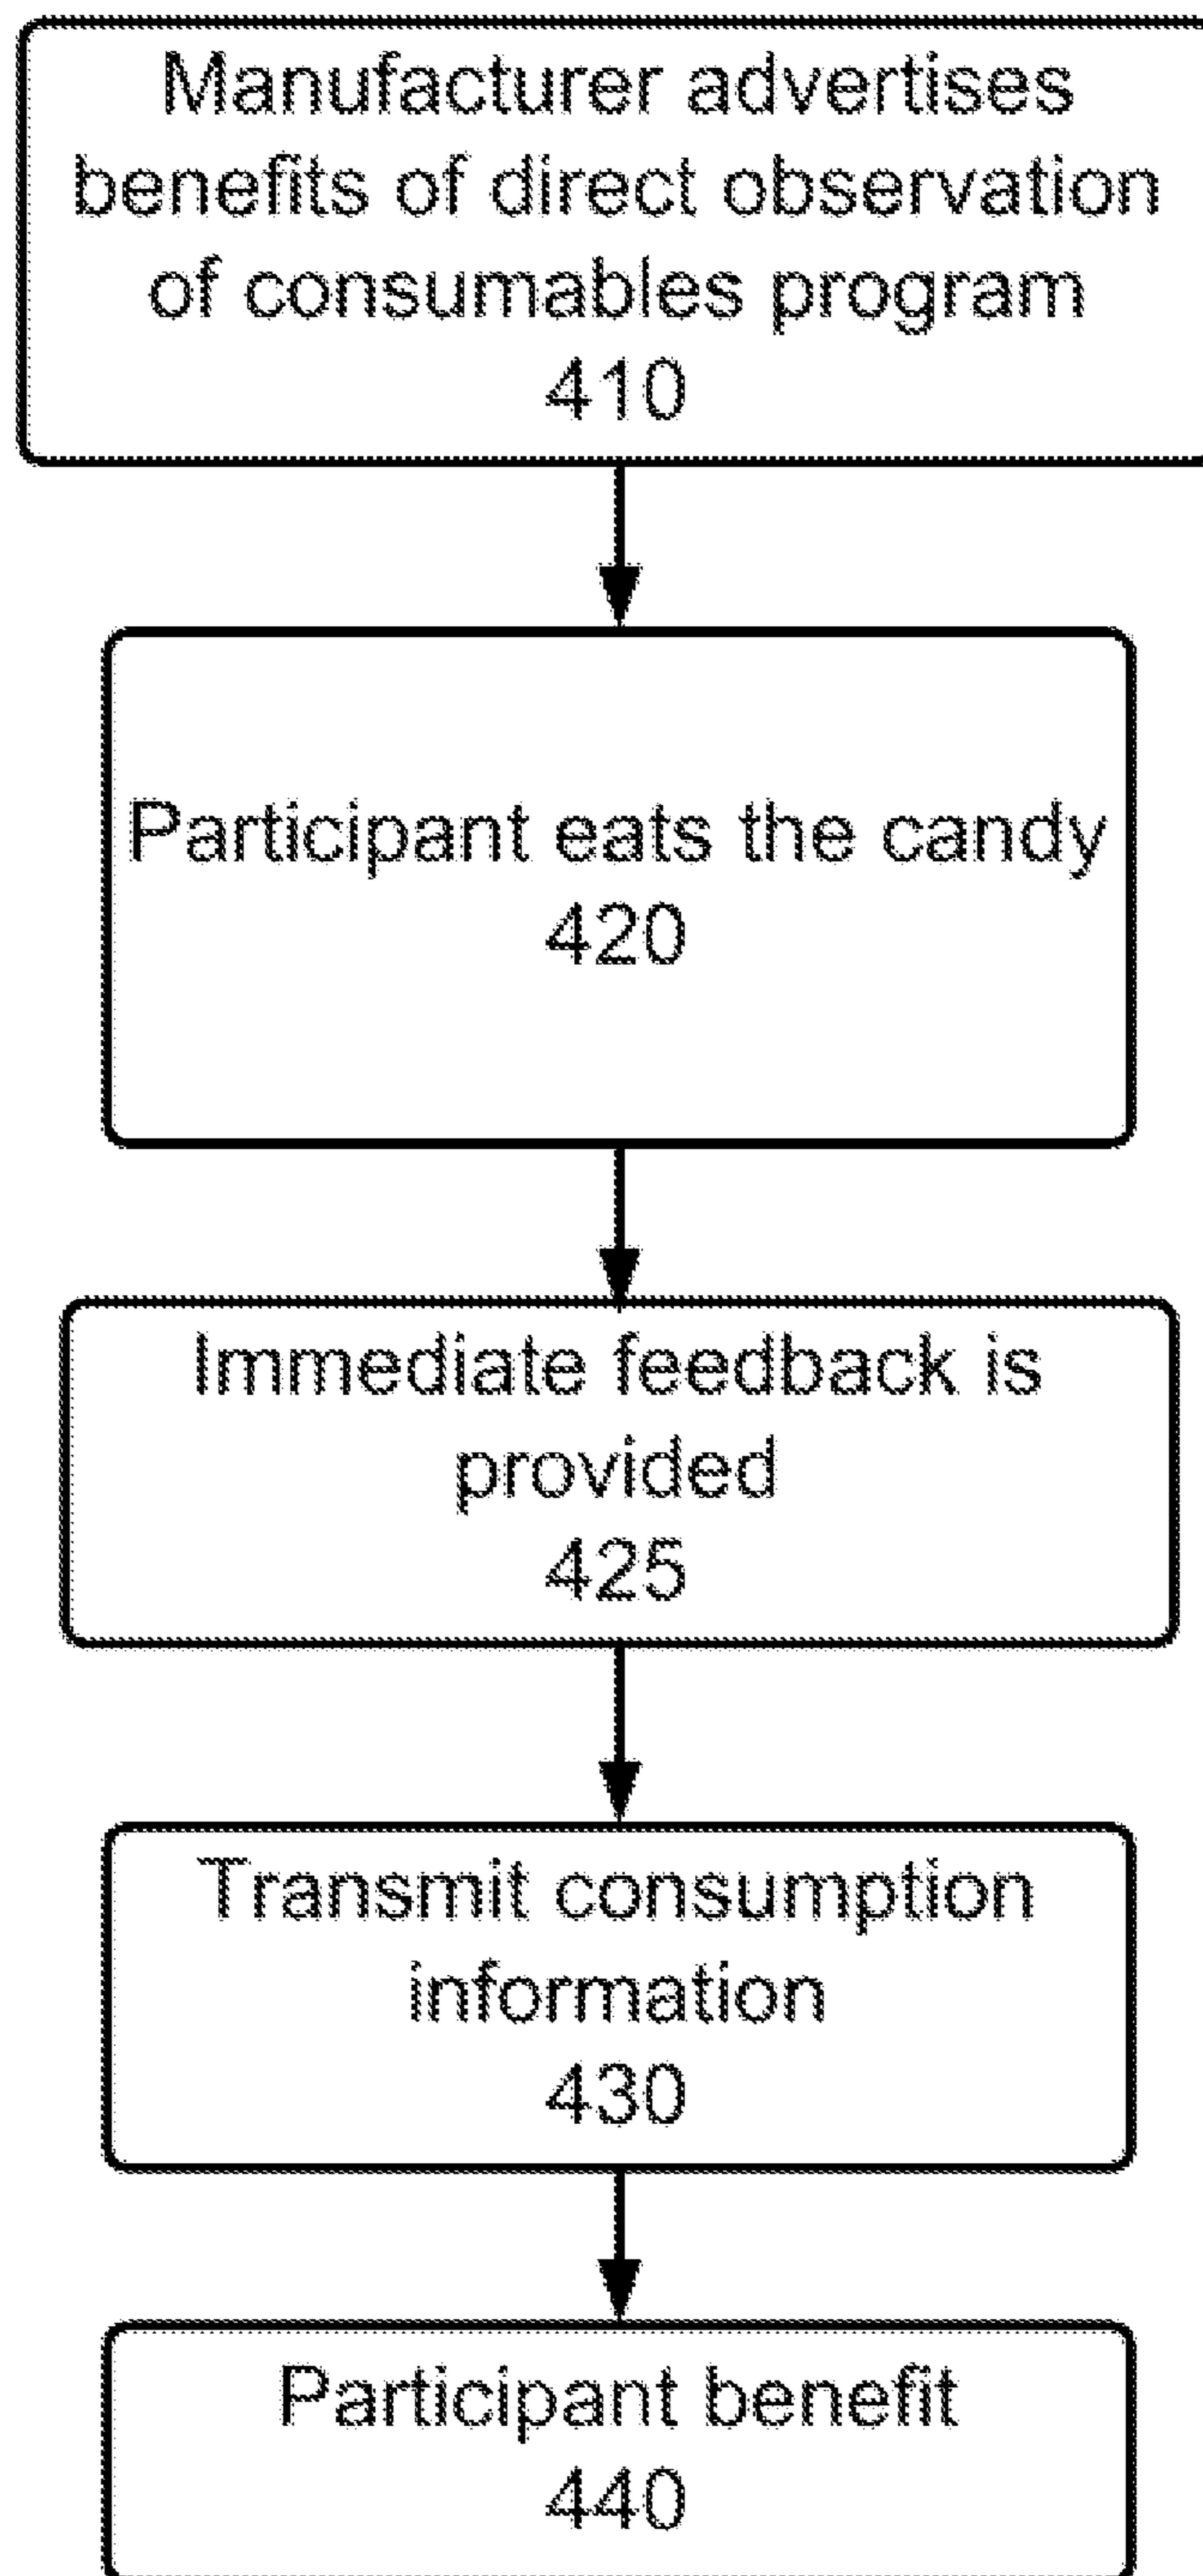 Manufacturer advertises
benefits of direct observation
of consumables program
410
Participant eats the candy
420
Immediate feedback is
provided
425
Transmit consumption
information
430
Participant benefit
440